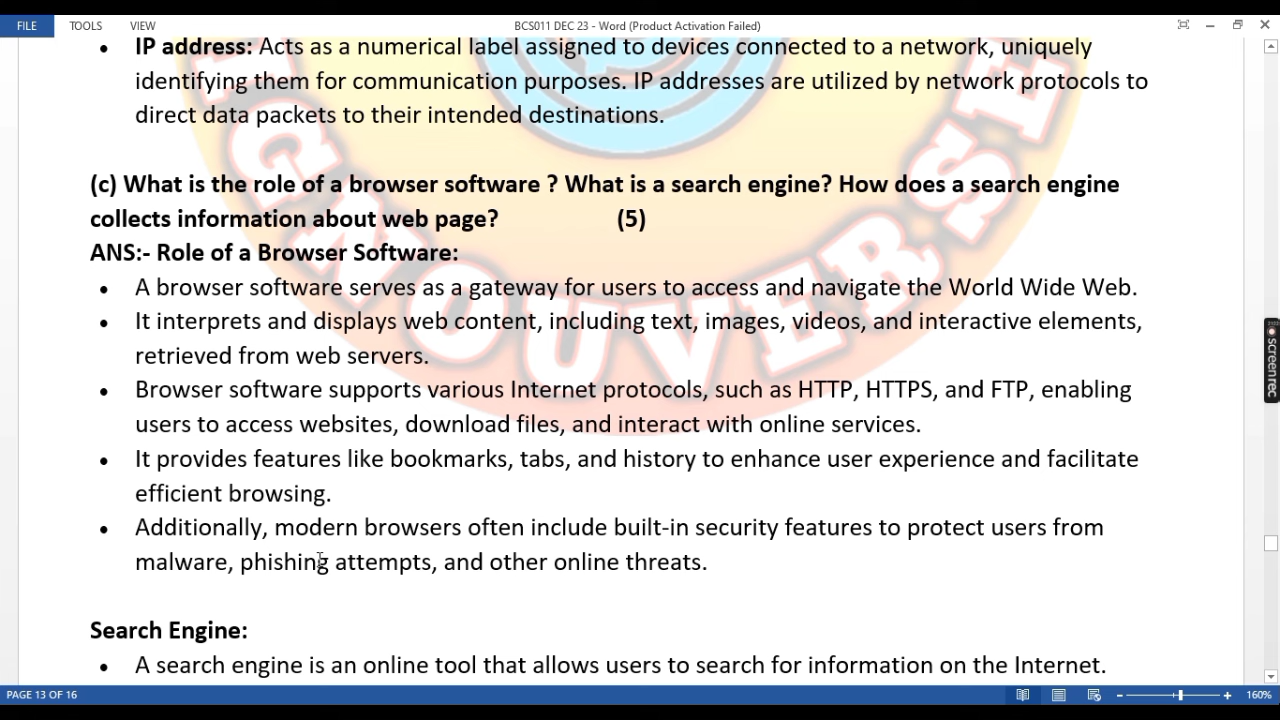 FILE TOOLS VIEW BCS011 DEC 23 - Word (Product Activation Failed)
• IP address: Acts as a numerical label assigned to devices connected to a network, uniquely
identifying them for communication purposes. IP addresses are utilized by network protocols to
direct data packets to their intended destinations.
(c) What is the role of a browser software ? What is a search engine? How does a search engine
collects information about web page? (5)
ANS:- Role of a Browser Software:
• A browser software serves as a gateway for users to access and navigate the World Wide Web.
• It interprets and displays web content, including text, images, videos, and interactive elements,
retrieved from web servers.
• Browser software supports various Internet protocols, such as HTTP, HTTPS, and FTP, enabling
users to access websites, download files, and interact with online services.
• It provides features like bookmarks, tabs, and history to enhance user experience and facilitate
efficient browsing.
• Additionally, modern browsers often include built-in security features to protect users from
malware, phishing attempts, and other online threats.
Search Engine:
• A search engine is an online tool that allows users to search for information on the Internet.
IGNOUVERSE
screenrec
PAGE 13 OF 16 160%